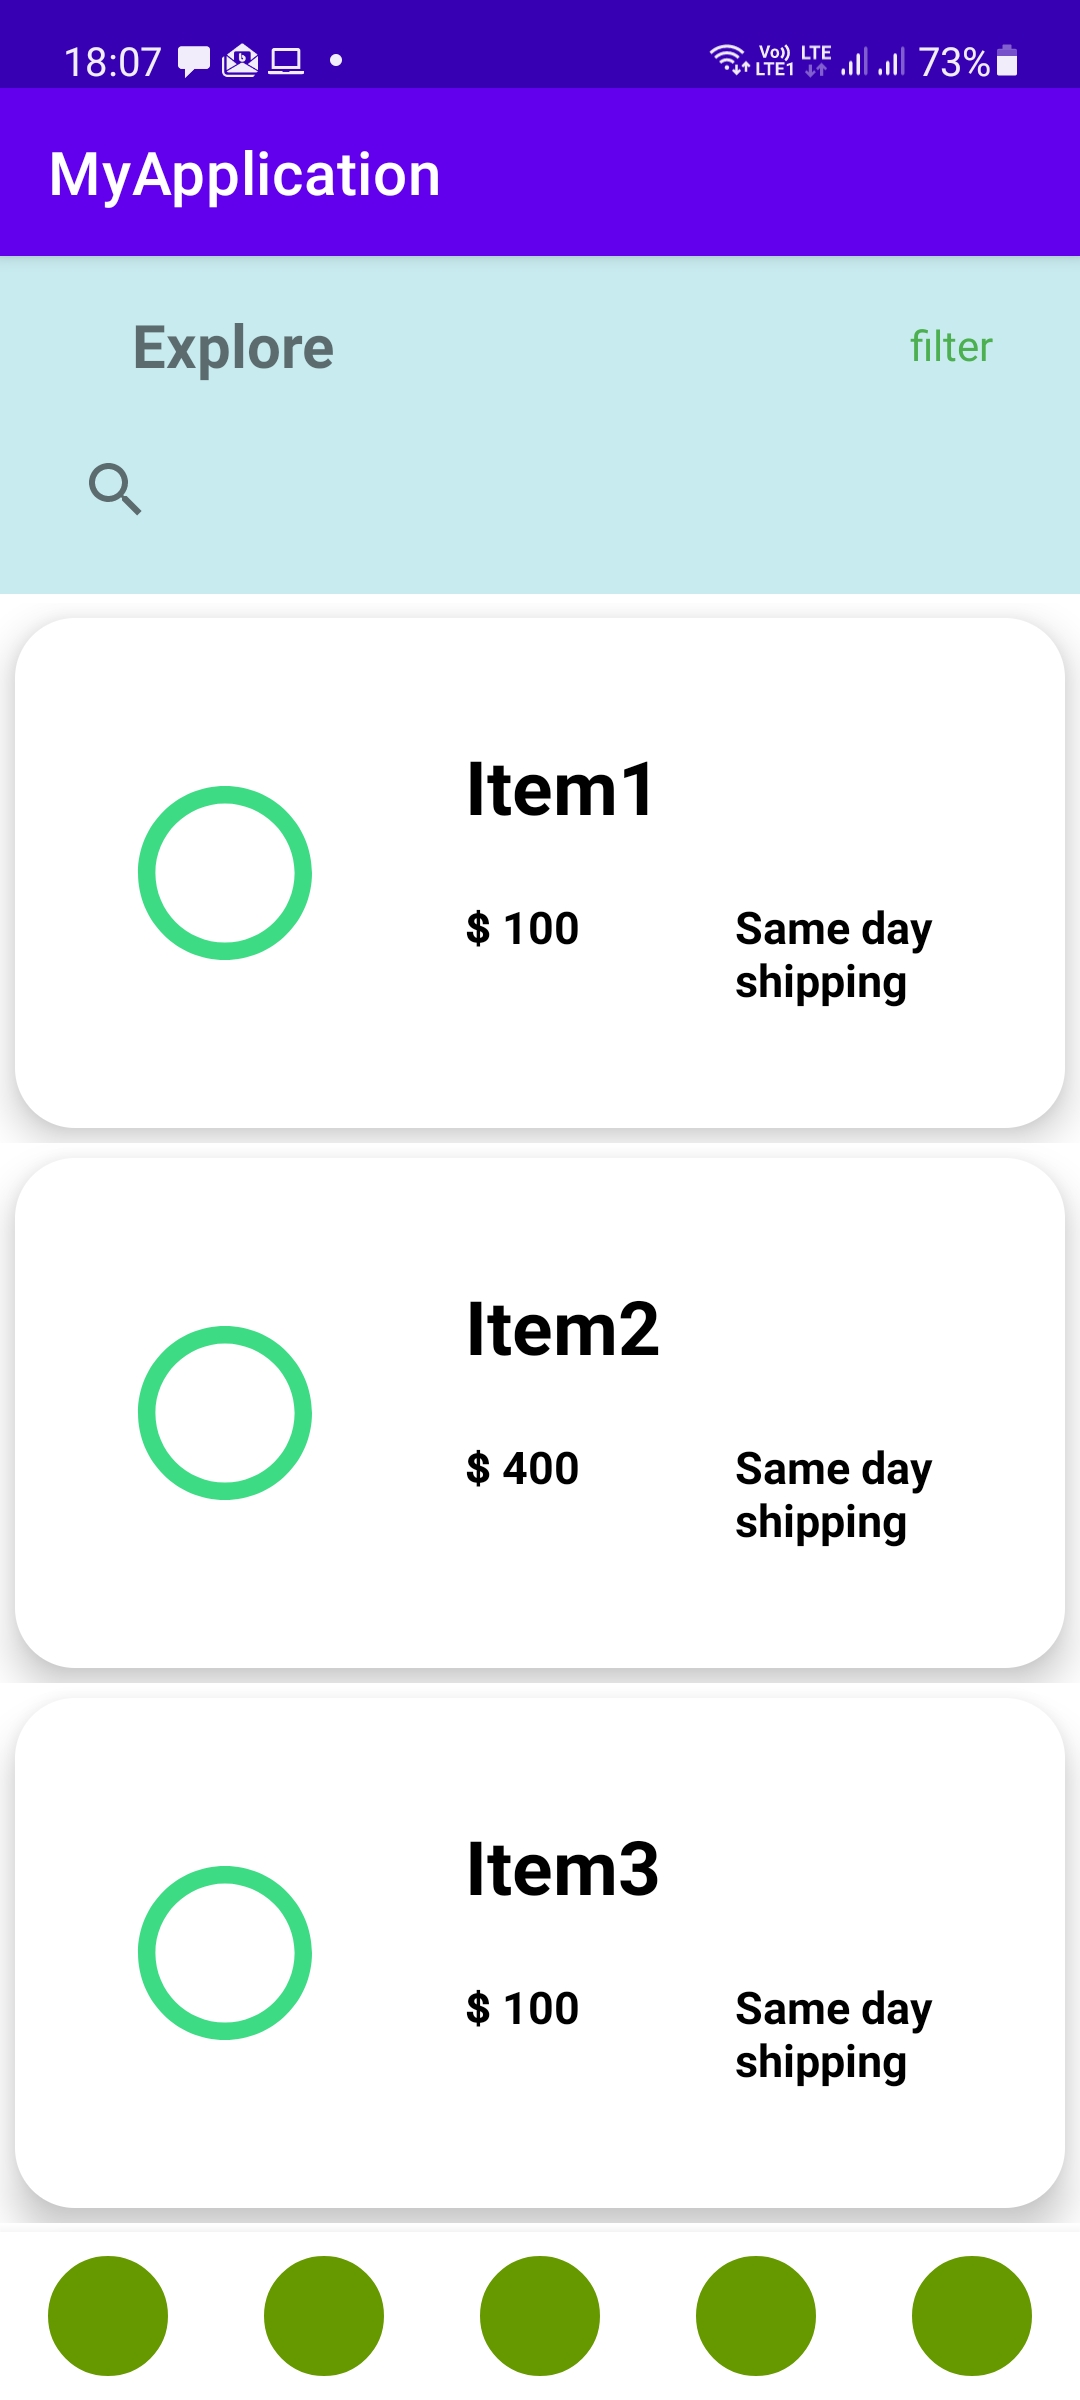 18:07 Vo)) LTE1 LTE 73%
MyApplication
Explore filter
Item1
$ 100 Same day
shipping
Item2
$ 400 Same day
shipping
Item3
$ 100 Same day
shipping